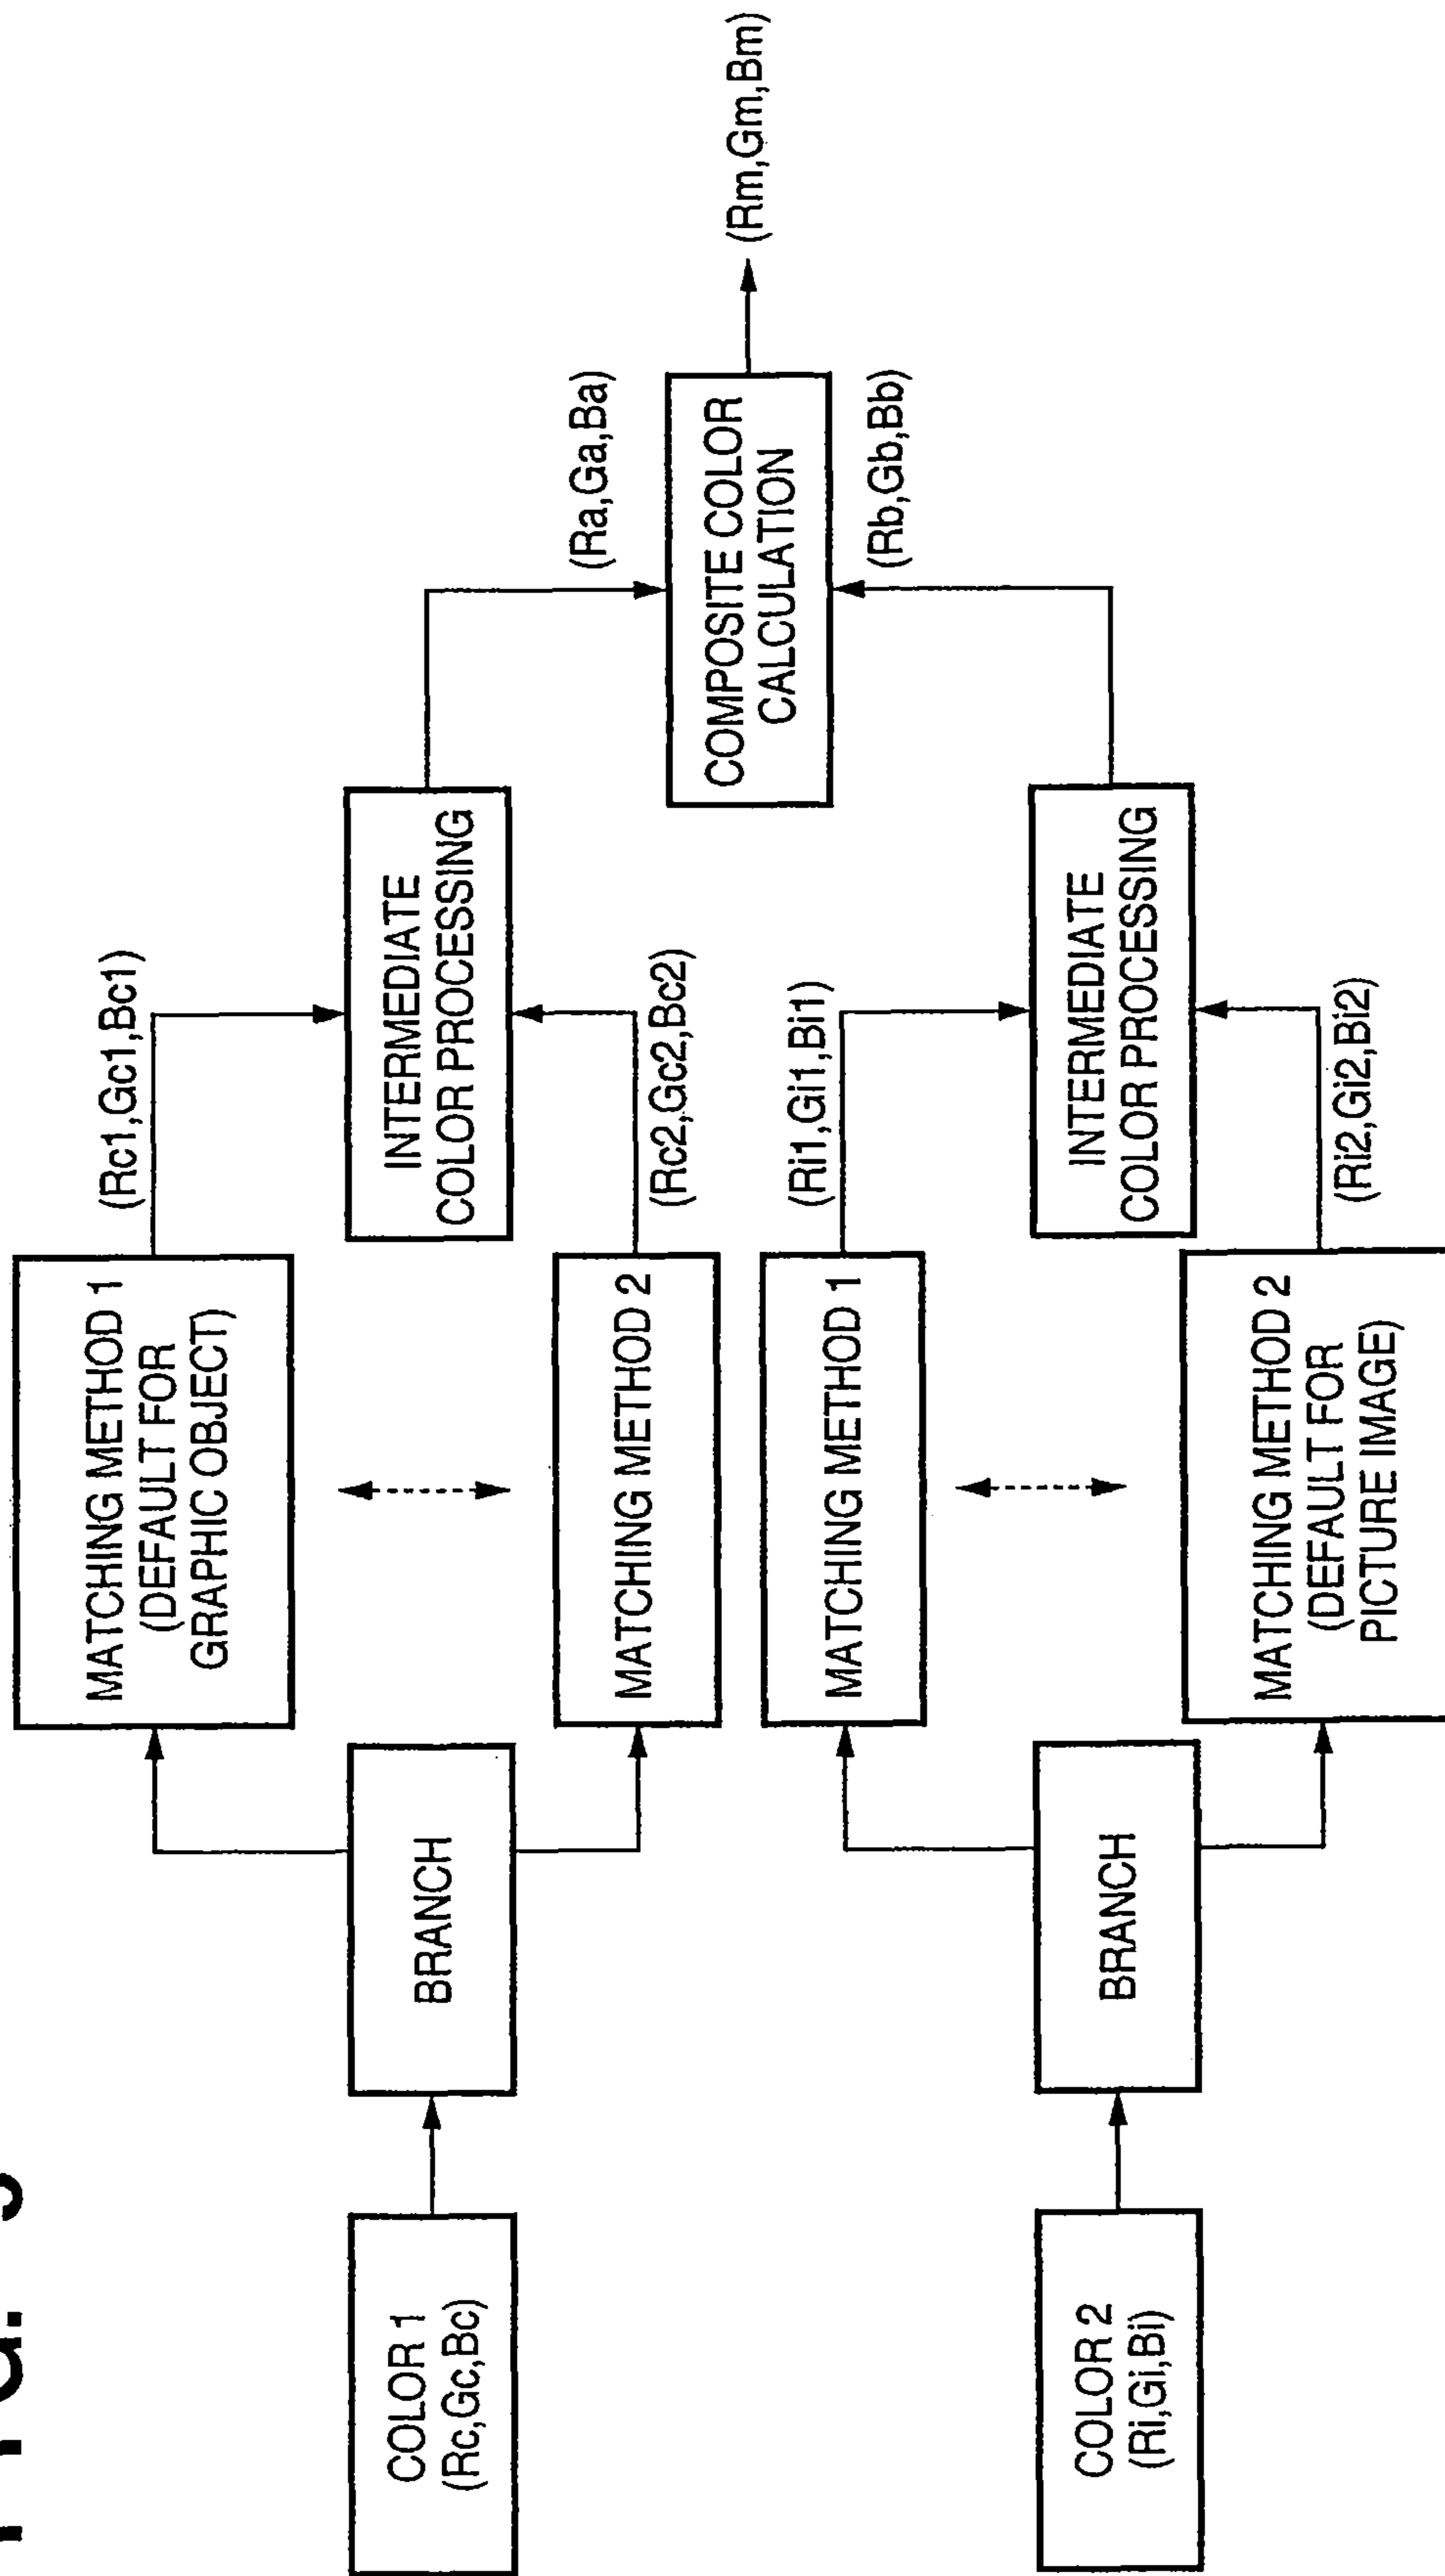 COLOR 1
(Rc,Gc,Bc)
BRANCH
MATCHING METHOD 1
(DEFAULT FOR
GRAPHIC OBJECT)
(Rc1,Gc1,Bc1)
MATCHING METHOD 2
(Rc2,Gc2,Bc2)
INTERMEDIATE
COLOR PROCESSING
(Ra,Ga,Ba)
COLOR 2
(Ri,Gi,Bi)
BRANCH
MATCHING METHOD 1
(Ri1,Gi1,Bi1)
MATCHING METHOD 2
(DEFAULT FOR
PICTURE IMAGE)
(Ri2,Gi2,Bi2)
INTERMEDIATE
COLOR PROCESSING
(Rb,Gb,Bb)
COMPOSITE COLOR
CALCULATION
(Rm,Gm,Bm)